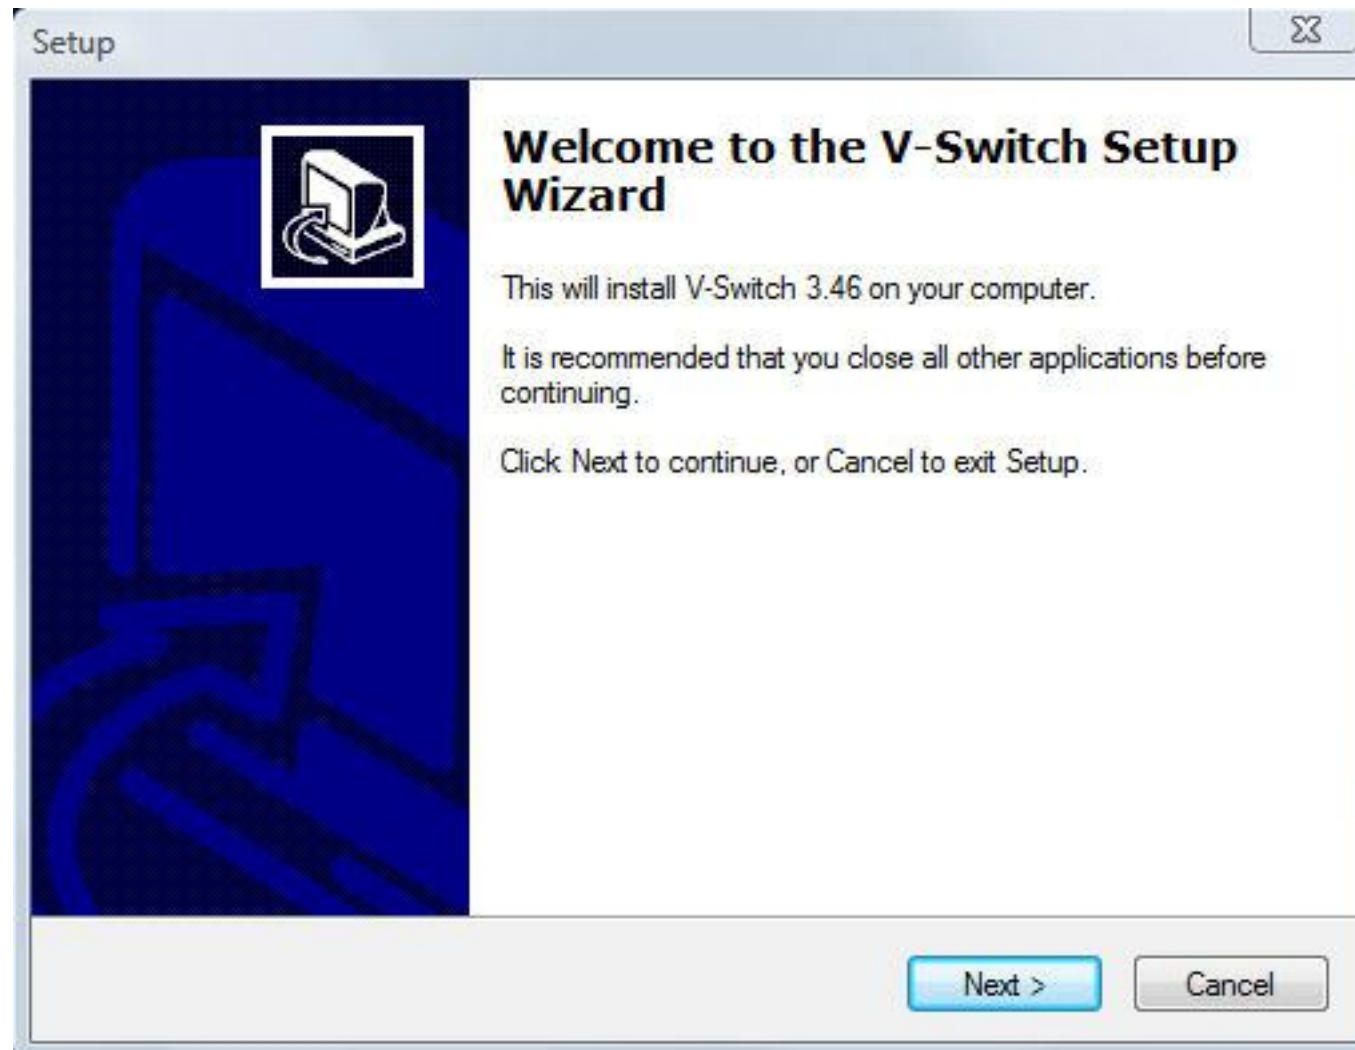 Setup
Welcome to the V-Switch Setup
Wizard
This will install V-Switch 3.46 on your computer.
It is recommended that you close all other applications before
continuing.
Click Next to continue, or Cancel to exit Setup.
Next >
Cancel